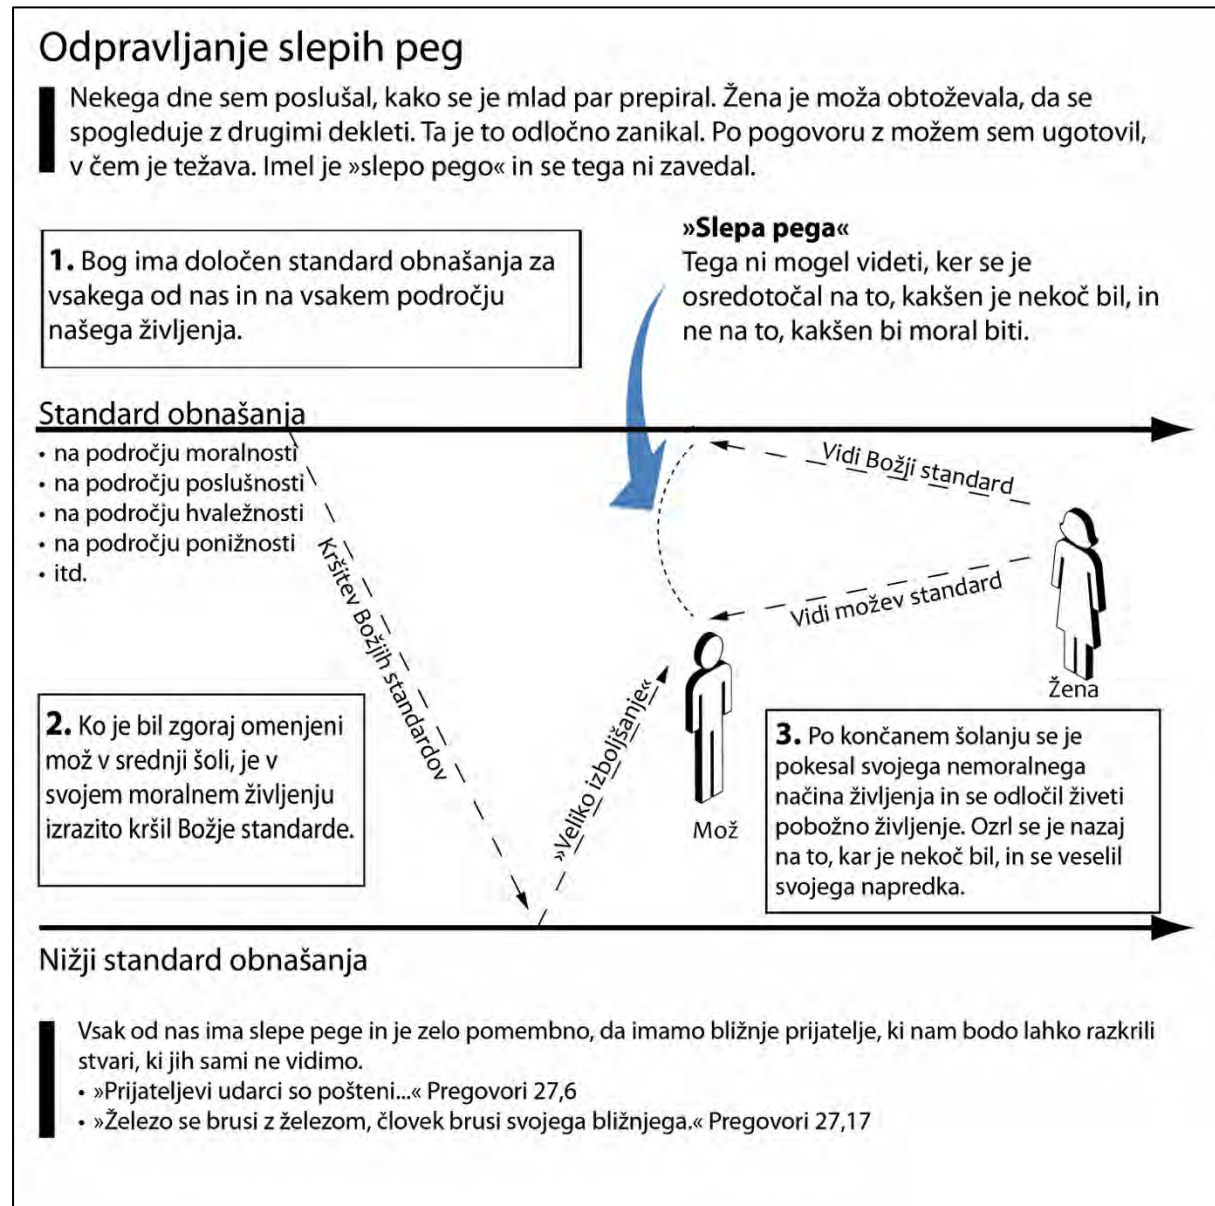 Odpravljanje slepih peg
Nekega dne sem poslušal, kako se je mlad par prepiral. Žena je moža obtoževala, da se
spogleduje z drugimi dekleti. Ta je to odločno zanikal. Po pogovoru z možem sem ugotovil,
v čem je težava. Imel je »slepo pego« in se tega ni zavedal.
1. Bog ima določen standard obnašanja za
vsakega od nas in na vsakem področju
našega življenja.
»Slepa pega«
Tega ni mogel videti, ker se je
osredotočal na to, kakšen je nekoč bil, in
ne na to, kakšen bi moral biti.
Standard obnašanja
• na področju moralnosti
• na področju poslušnosti
• na področju hvaležnosti
• na področju ponižnosti
• itd.
Kršitev Božjih standardov
Vidi Božji standard
Vidi možev standard
Žena
»Veliko izboljšanje«
Mož
2. Ko je bil zgoraj omenjeni
mož v srednji šoli, je v
svojem moralnem življenju
izrazito kršil Božje standarde.
3. Po končanem šolanju se je
pokesal svojega nemoralnega
načina življenja in se odločil živeti
pobožno življenje. Ozrl se je nazaj
na to, kar je nekoč bil, in se veselil
svojega napredka.
Nižji standard obnašanja
Vsak od nas ima slepe pege in je zelo pomembno, da imamo bližnje prijatelje, ki nam bodo lahko razkrili
stvari, ki jih sami ne vidimo.
• »Prijateljevi udarci so pošteni...« Pregovori 27,6
• »Železo se brusi z železom, človek brusi svojega bližnjega.« Pregovori 27,17